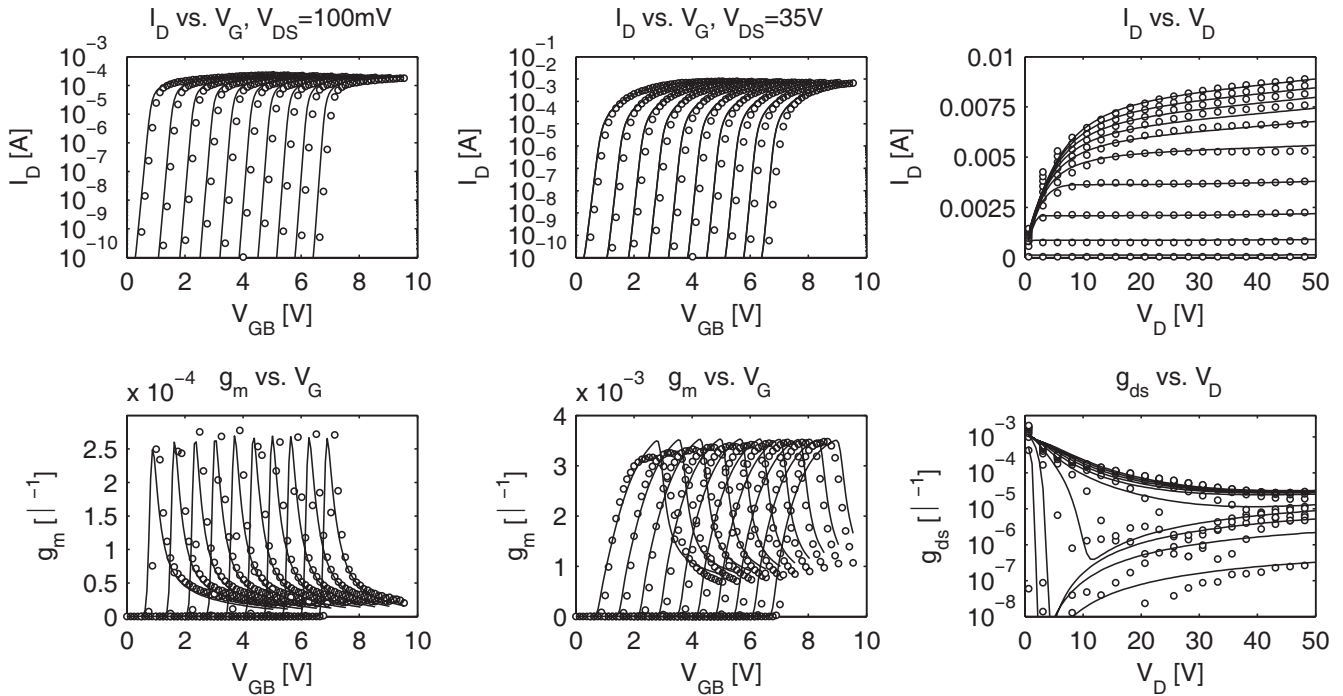 I_D vs. V_G, V_DS=100mV
10^−3
10^−4
10^−5
10^−6
10^−7
10^−8
10^−9
10^−10
10
I_D [A]
0 2 4 6 8 10
V_GB [V]
I_D vs. V_G, V_DS=35V
10^−1
10^−2
10^−3
10^−4
10^−5
10^−6
10^−7
10^−8
10^−9
10^−10
10
I_D [A]
0 2 4 6 8 10
V_GB [V]
I_D vs. V_D
0.01
0.0075
0.005
0.0025
0
I_D [A]
0 10 20 30 40 50
V_D [V]
x 10^−4 g_m vs. V_G
2.5
2
1.5
1
0.5
0
g_m [ |^−1]
0 2 4 6 8 10
V_GB [V]
x 10^−3 g_m vs. V_G
4
3
2
1
0
g_m [ |^−1]
0 2 4 6 8 10
V_GB [V]
g_ds vs. V_D
10^−3
10^−4
10^−5
10^−6
10^−7
10^−8
g_ds [ |^−1]
0 10 20 30 40 50
V_D [V]